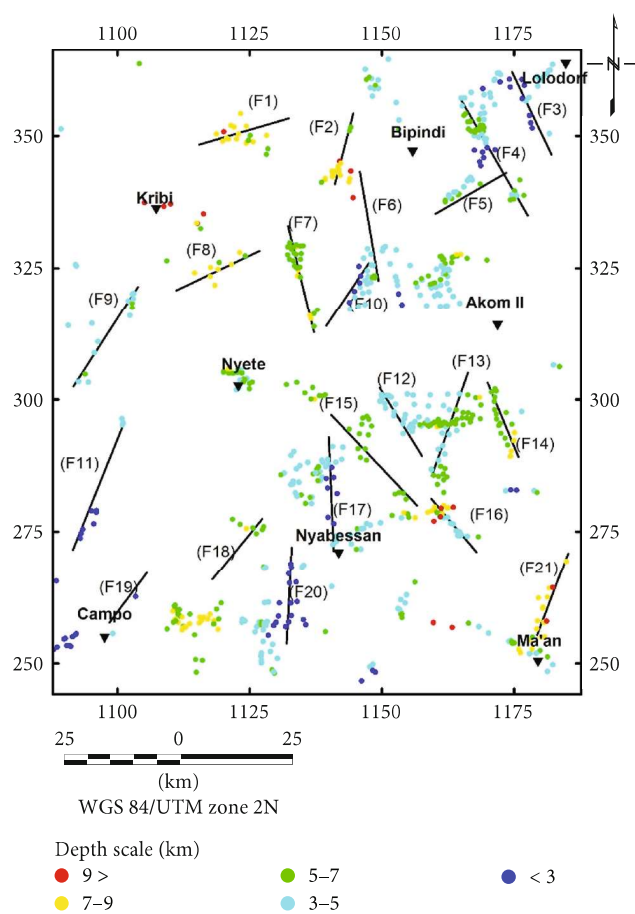 1100 1125 1150 1175
N
Lolodorf
(F1)
(F3)
350 350
(F2)
Bipindi
(F4)
Kribi
(F5)
(F6)
(F7)
(F8)
325 325
(F9)
(F10)
Akom II
Nyete
(F13)
(F12)
300 300
(F15)
(F14)
(F11)
(F17)
(F16)
275 275
Nyabessan
(F18)
(F21)
(F19)
(F20)
Campo
Ma'an
250 250
1100 1125 1150 1175
25 0 25
(km)
WGS 84/UTM zone 2N
Depth scale (km)
9 > 5–7 < 3
7–9 3–5